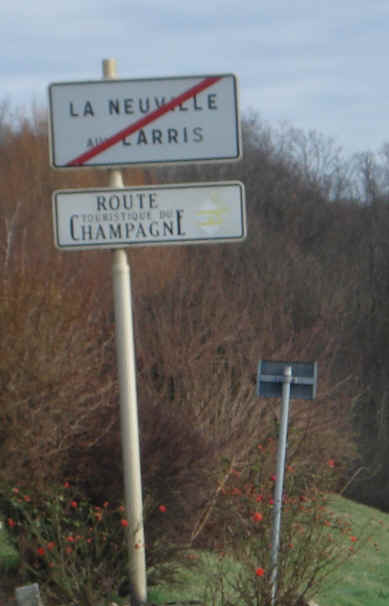 LA NEUVILLE
AUX LARRIS
ROUTE
TOURISTIQUE DU
CHAMPAGNE